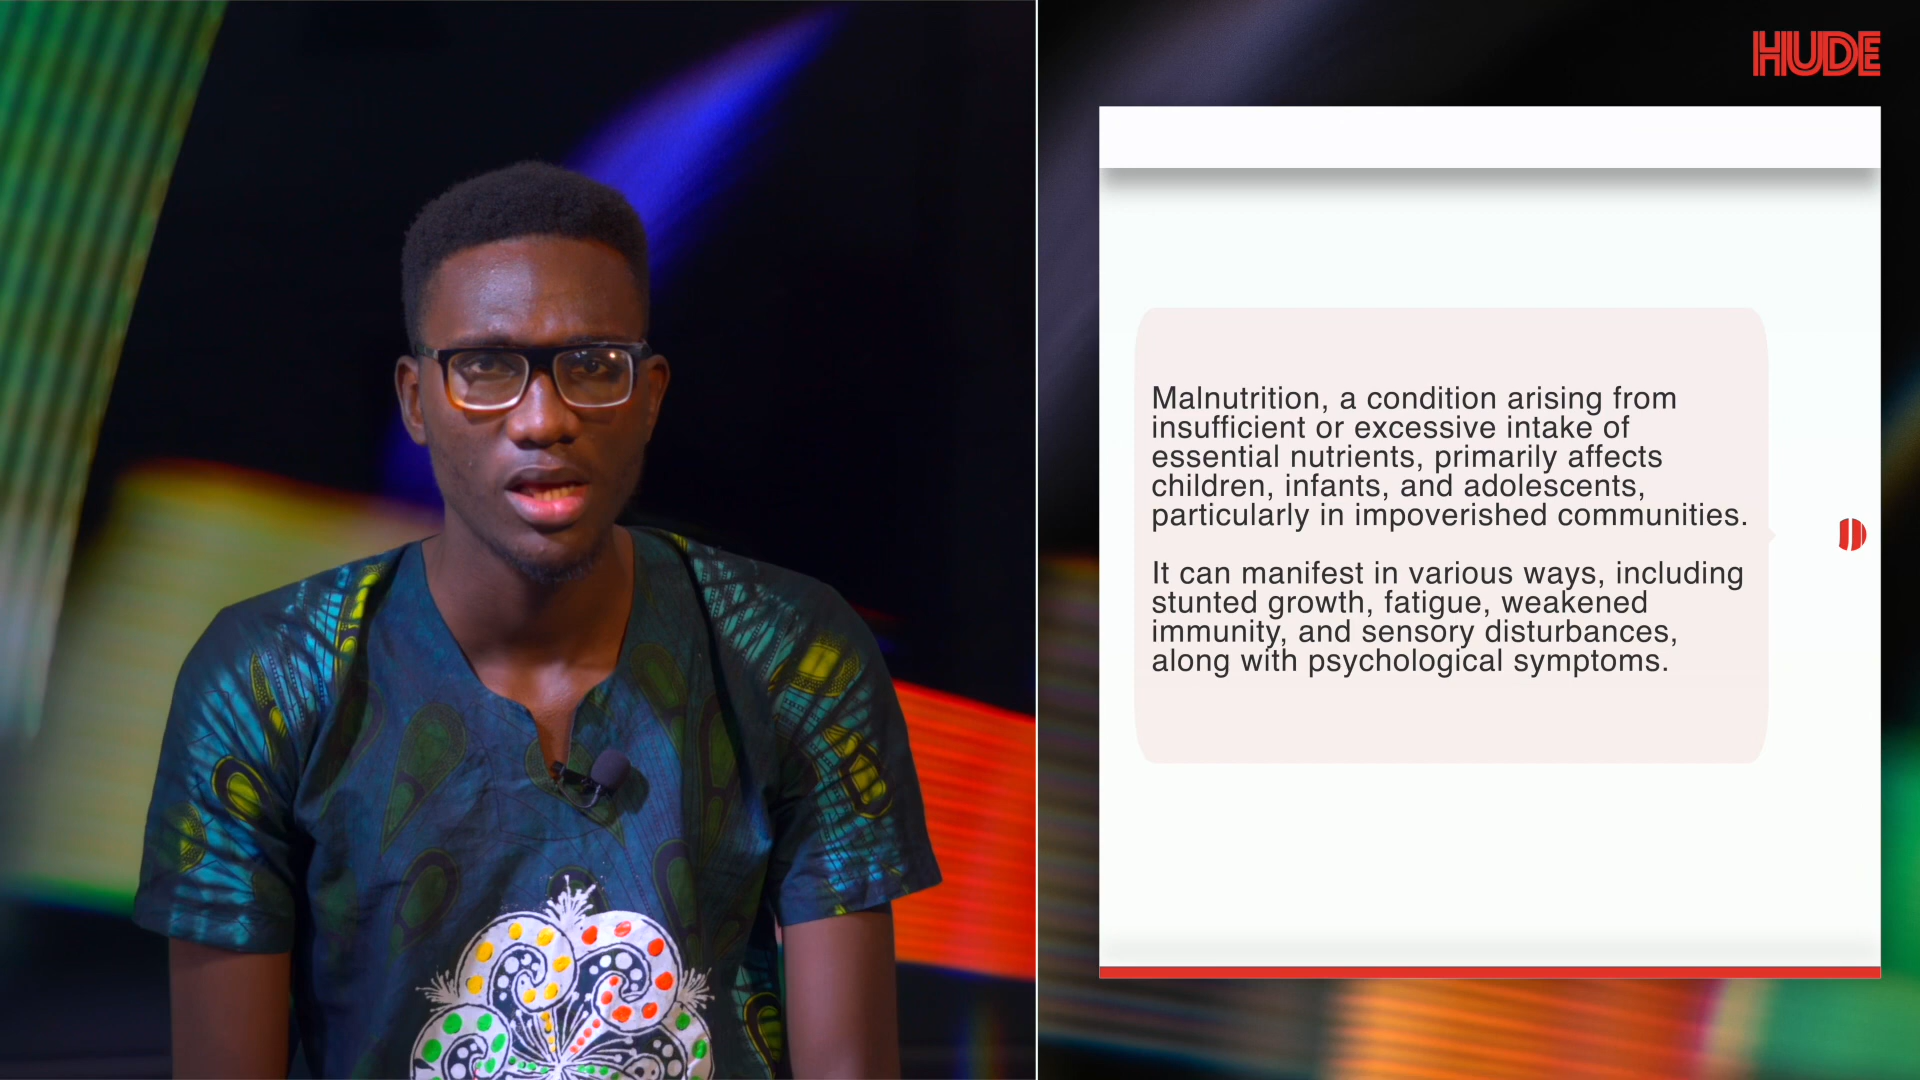 HUDE
Malnutrition, a condition arising from
insufficient or excessive intake of
essential nutrients, primarily affects
children, infants, and adolescents,
particularly in impoverished communities.
It can manifest in various ways, including
stunted growth, fatigue, weakened
immunity, and sensory disturbances,
along with psychological symptoms.